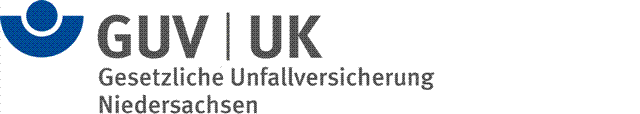 GUV | UK
Gesetzliche Unfallversicherung
Niedersachsen